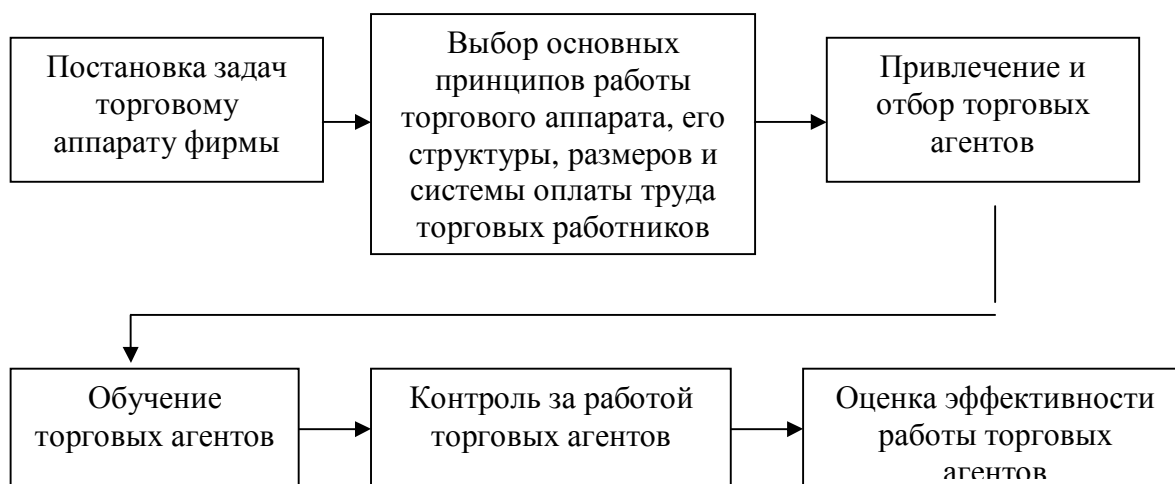 Постановка задач
торговому
аппарату фирмы
Выбор основных
принципов работы
торгового аппарата, его
структуры, размеров и
системы оплаты труда
торговых работников
Привлечение и
отбор торговых
агентов
Обучение
торговых агентов
Контроль за работой
торговых агентов
Оценка эффективности
работы торговых
агентов